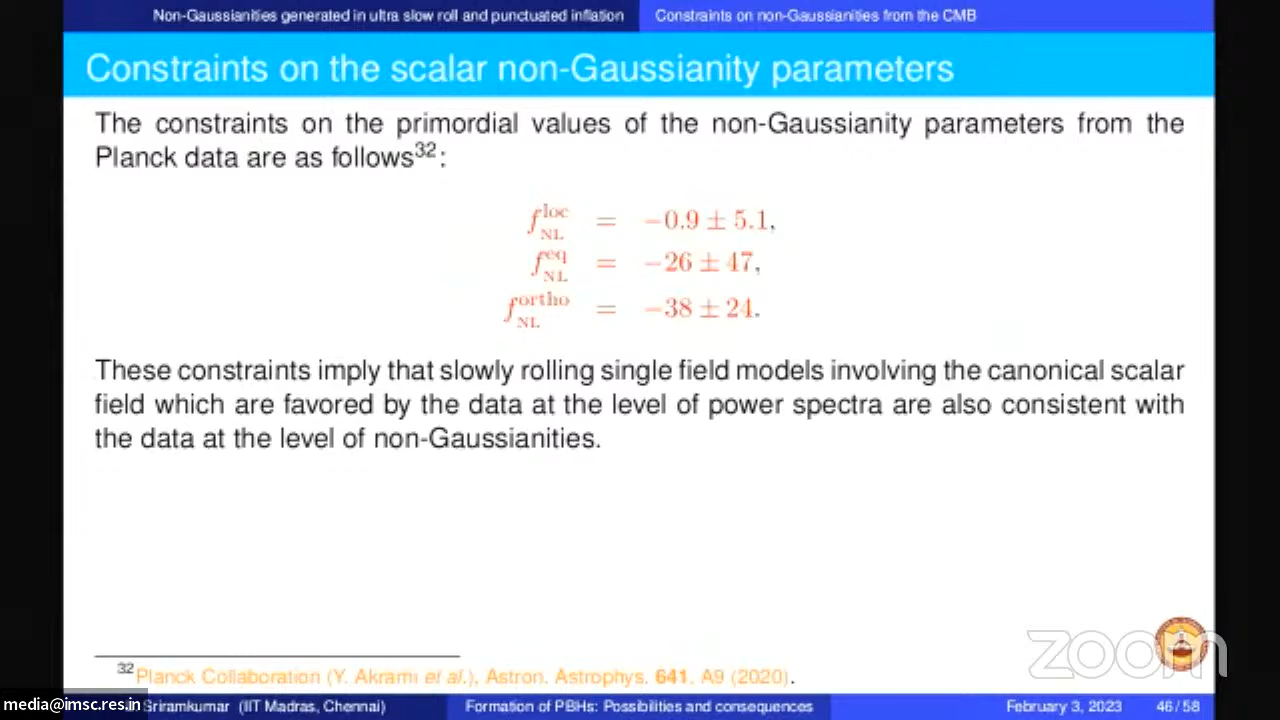 Non-Gaussianities generated in ultra slow roll and punctuated inflation Constraints on non-Gaussianities from the CMB
Constraints on the scalar non-Gaussianity parameters
The constraints on the primordial values of the non-Gaussianity parameters from the
Planck data are as follows³²:
f_NL^loc = −0.9 ± 5.1,
f_NL^eq = −26 ± 47,
f_NL^ortho = −38 ± 24.
These constraints imply that slowly rolling single field models involving the canonical scalar
field which are favored by the data at the level of power spectra are also consistent with
the data at the level of non-Gaussianities.
³²Planck Collaboration (Y. Akrami et al.), Astron. Astrophys. 641, A9 (2020).
zoom
media@imsc.res.in Sriramkumar (IIT Madras, Chennai) Formation of PBHs: Possibilities and consequences February 3, 2023 46/58